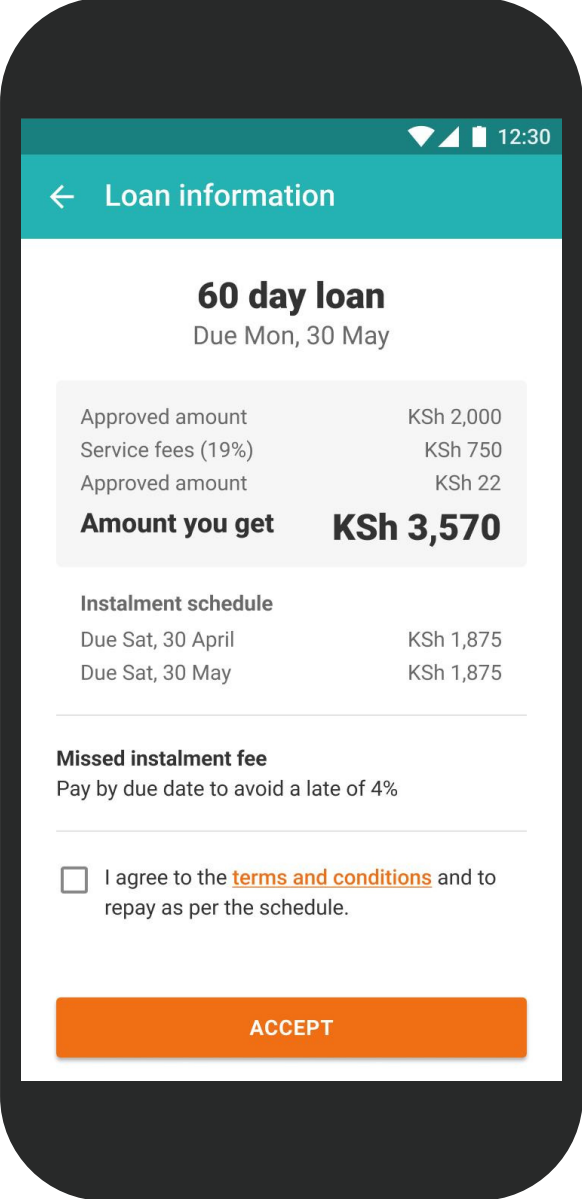 12:30
Loan information
60 day loan
Due Mon, 30 May
Approved amount KSh 2,000
Service fees (19%) KSh 750
Approved amount KSh 22
Amount you get KSh 3,570
Instalment schedule
Due Sat, 30 April KSh 1,875
Due Sat, 30 May KSh 1,875
Missed instalment fee
Pay by due date to avoid a late of 4%
I agree to the terms and conditions and to
repay as per the schedule.
ACCEPT